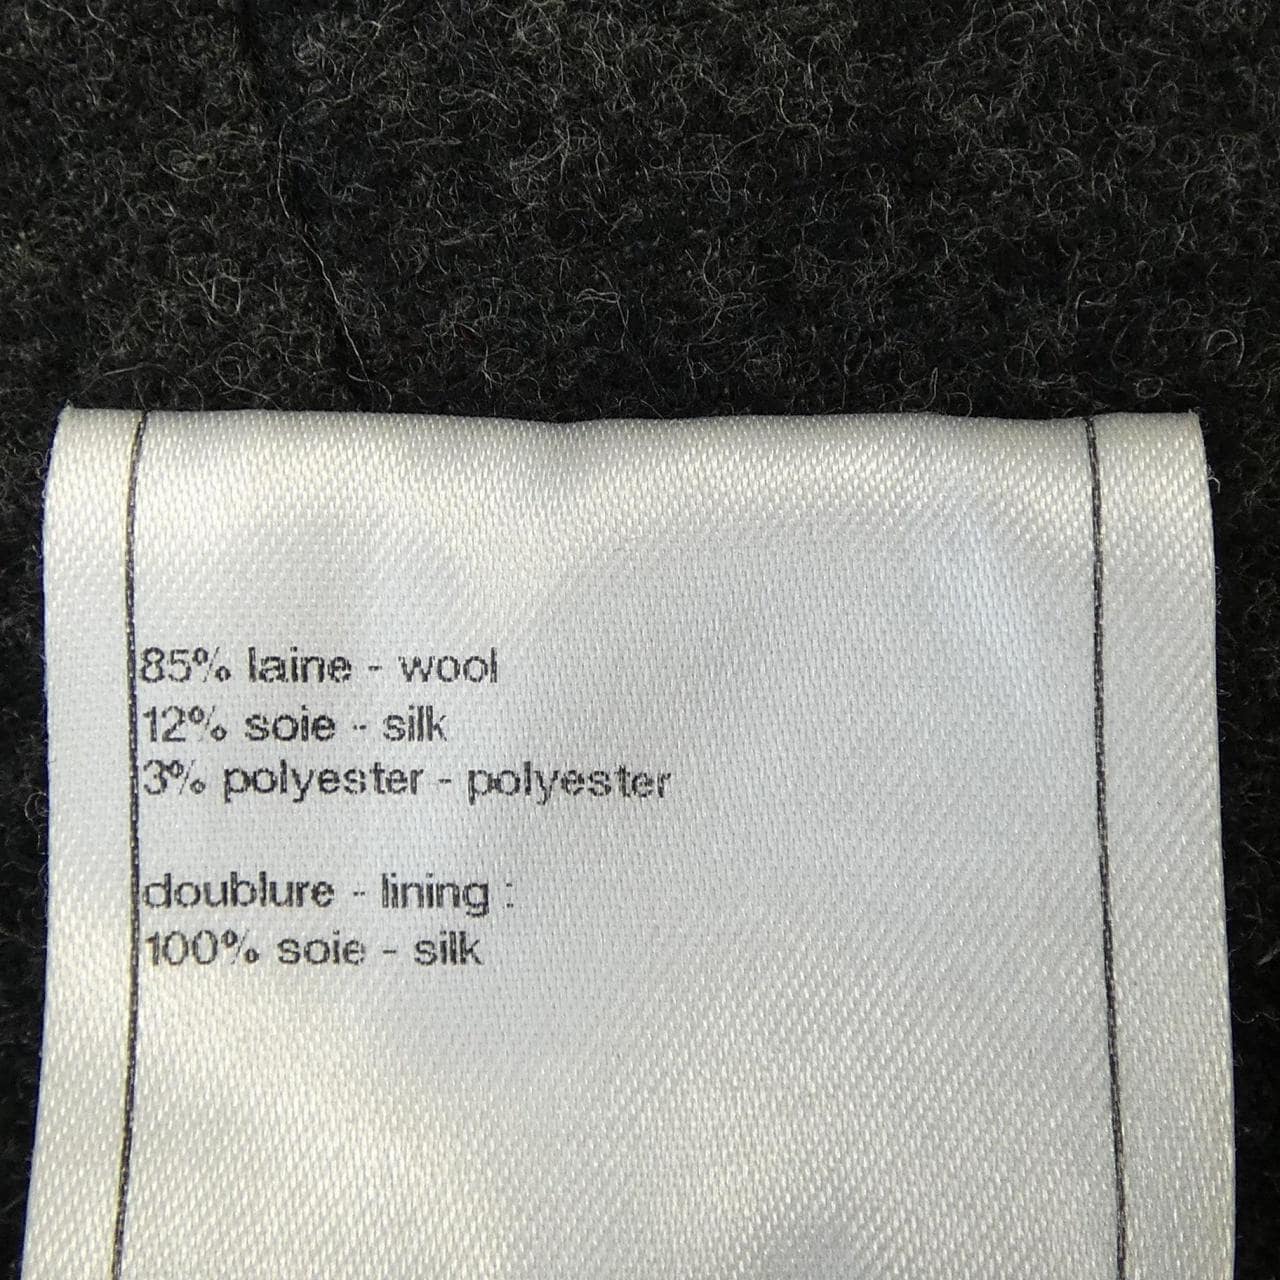 85% laine - wool
12% soie - silk
3% polyester - polyester
doublure - lining :
100% soie - silk